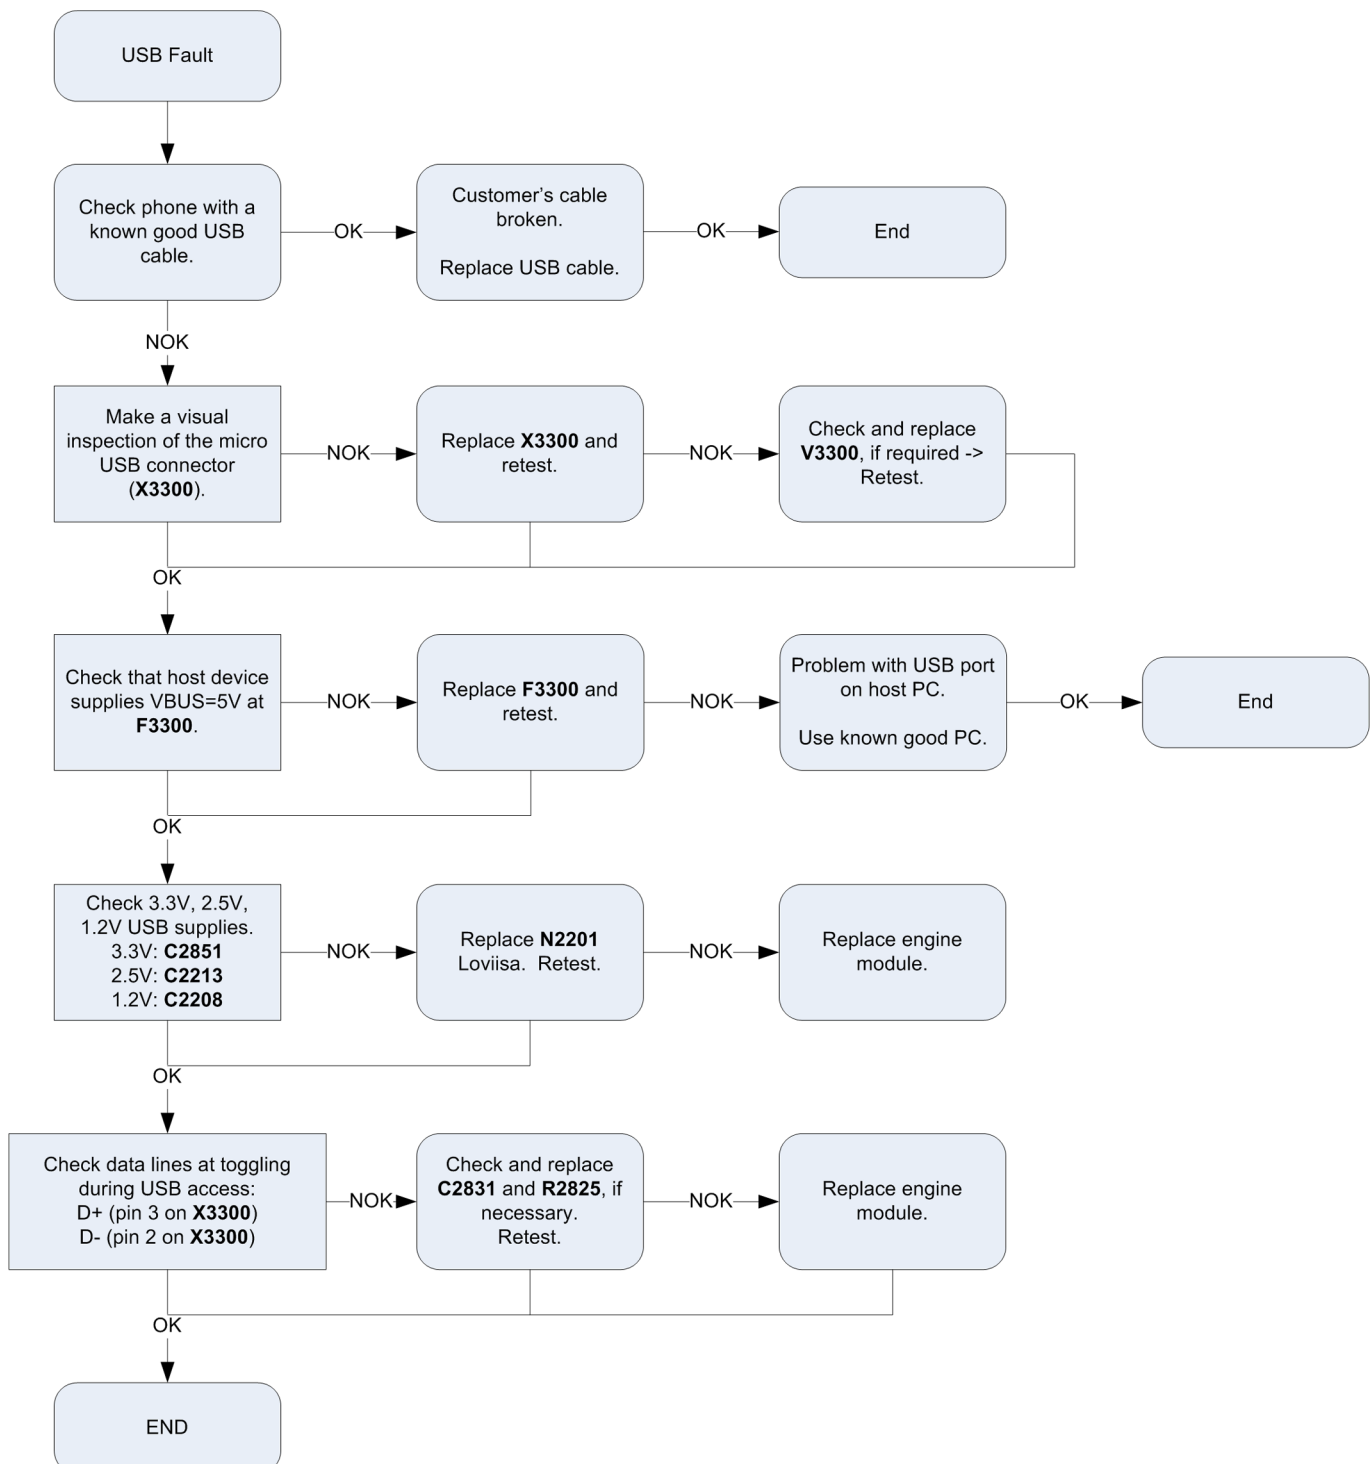 USB Fault
Check phone with a
known good USB
cable.
OK
Customer’s cable
broken.
Replace USB cable.
OK
End
NOK
Make a visual
inspection of the micro
USB connector
(X3300).
NOK
Replace X3300 and
retest.
NOK
Check and replace
V3300, if required ->
Retest.
OK
Check that host device
supplies VBUS=5V at
F3300.
NOK
Replace F3300 and
retest.
NOK
Problem with USB port
on host PC.
Use known good PC.
OK
End
OK
Check 3.3V, 2.5V,
1.2V USB supplies.
3.3V: C2851
2.5V: C2213
1.2V: C2208
NOK
Replace N2201
Loviisa.  Retest.
NOK
Replace engine
module.
OK
Check data lines at toggling
during USB access:
D+ (pin 3 on X3300)
D- (pin 2 on X3300)
NOK
Check and replace
C2831 and R2825, if
necessary.
Retest.
NOK
Replace engine
module.
OK
END